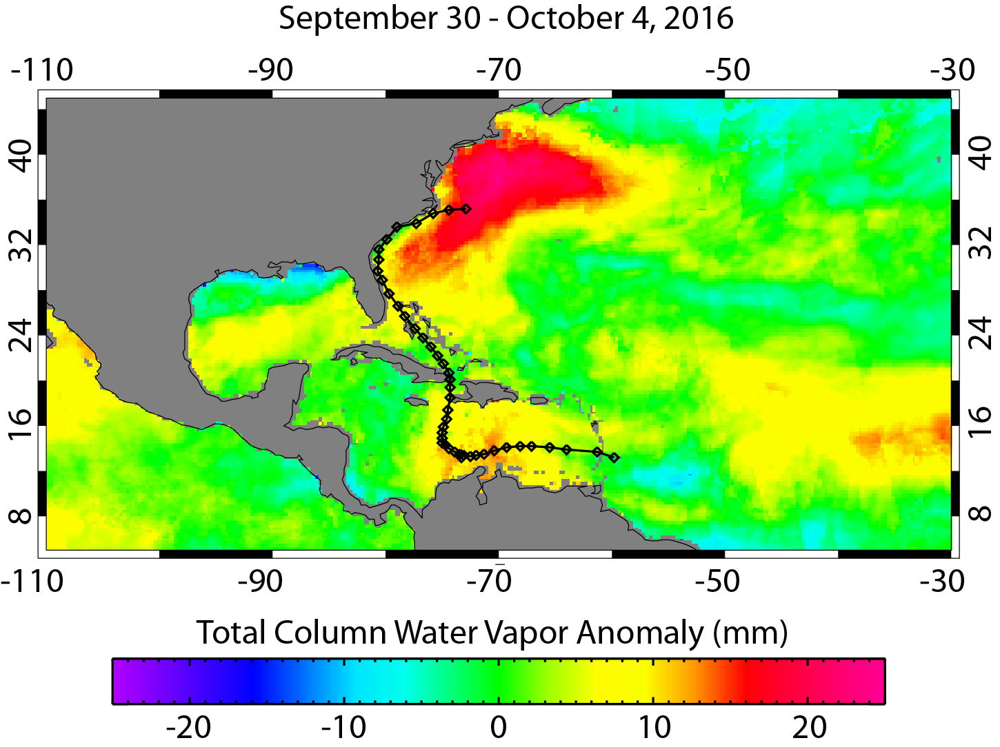 September 30 - October 4, 2016
-110 -90 -70 -50 -30
40 40
32 32
24 24
16 16
8 8
-110 -90 -70 -50 -30
Total Column Water Vapor Anomaly (mm)
-20 -10 0 10 20